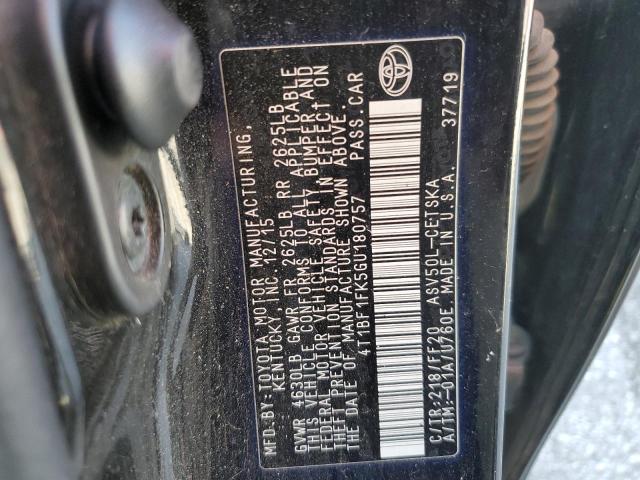 MFD.BY:TOYOTA MOTOR MANUFACTURING,
KENTUCKY, INC. 12/15
GVWR 4630LB GAWR FR 2625LB RR 2625LB
THIS VEHICLE CONFORMS TO ALL APPLICABLE
FEDERAL MOTOR VEHICLE SAFETY, BUMPER AND
THEFT PREVENTION STANDARDS IN EFFECT ON
THE DATE OF MANUFACTURE SHOWN ABOVE.
4T1BF1FK5GU180757 PASS.CAR
C/TR:218/FF20 ASV50L-CETSKA
A/TM:-01A/U760E MADE IN U.S.A. 37719